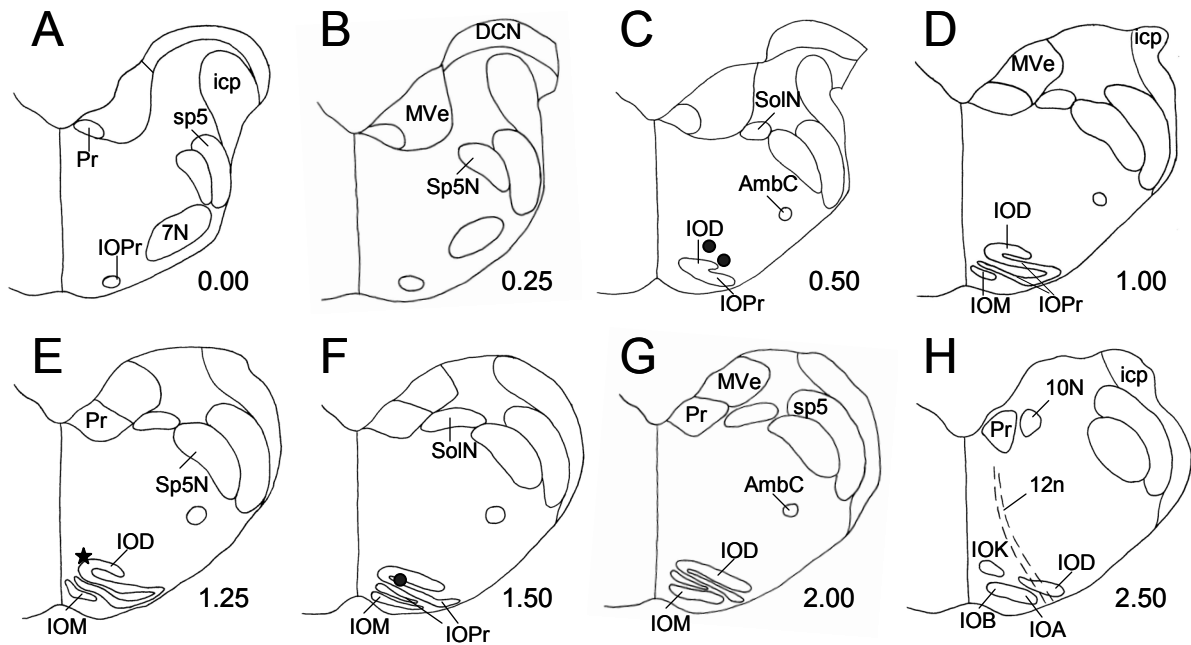 A
icp
sp5
Pr
7N
IOPr
0.00
B
DCN
MVe
Sp5N
0.25
C
SolN
AmbC
IOD
IOPr
0.50
D
icp
MVe
IOD
IOM
IOPr
1.00
E
Pr
Sp5N
IOD
IOM
1.25
F
SolN
IOM
IOPr
1.50
G
MVe
Pr
sp5
AmbC
IOD
IOM
2.00
H
icp
10N
Pr
12n
IOK
IOD
IOB
IOA
2.50